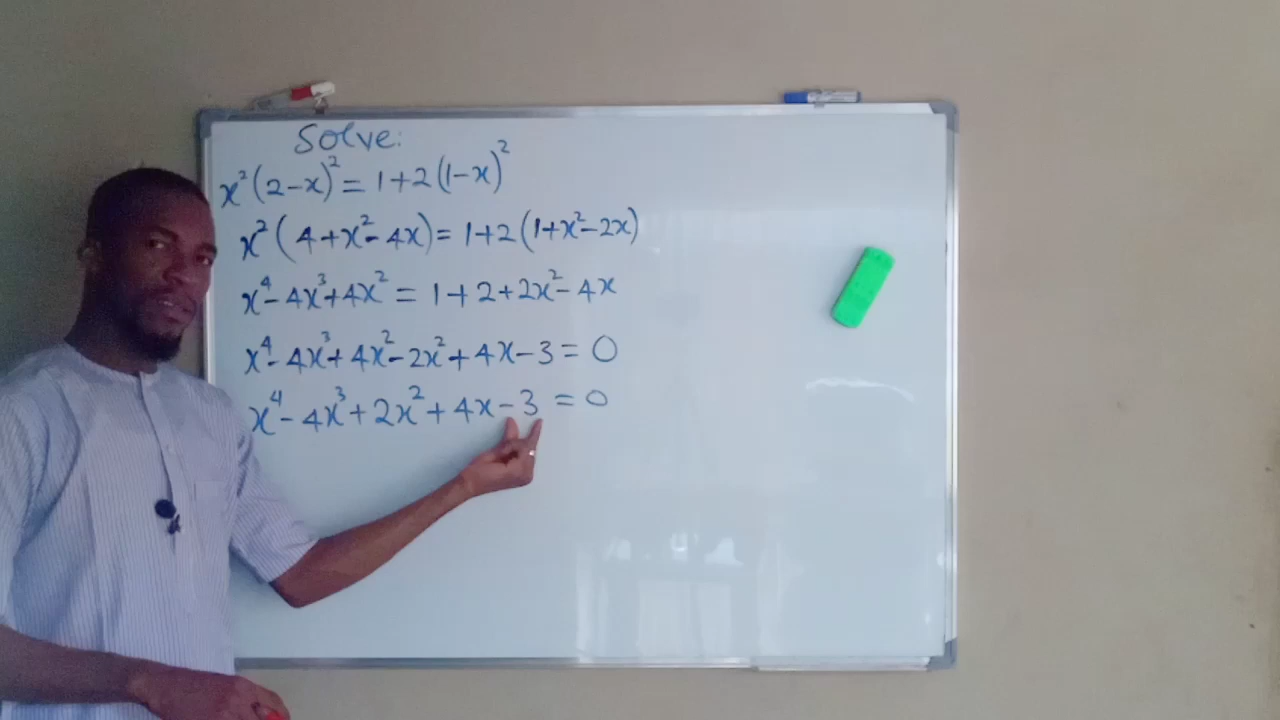 Solve:
x²(2-x)² = 1+2(1-x)²
x²(4+x²-4x) = 1+2(1+x²-2x)
x⁴-4x³+4x² = 1+2+2x²-4x
x⁴-4x³+4x²-2x²+4x-3=0
x⁴-4x³+2x²+4x-3 = 0